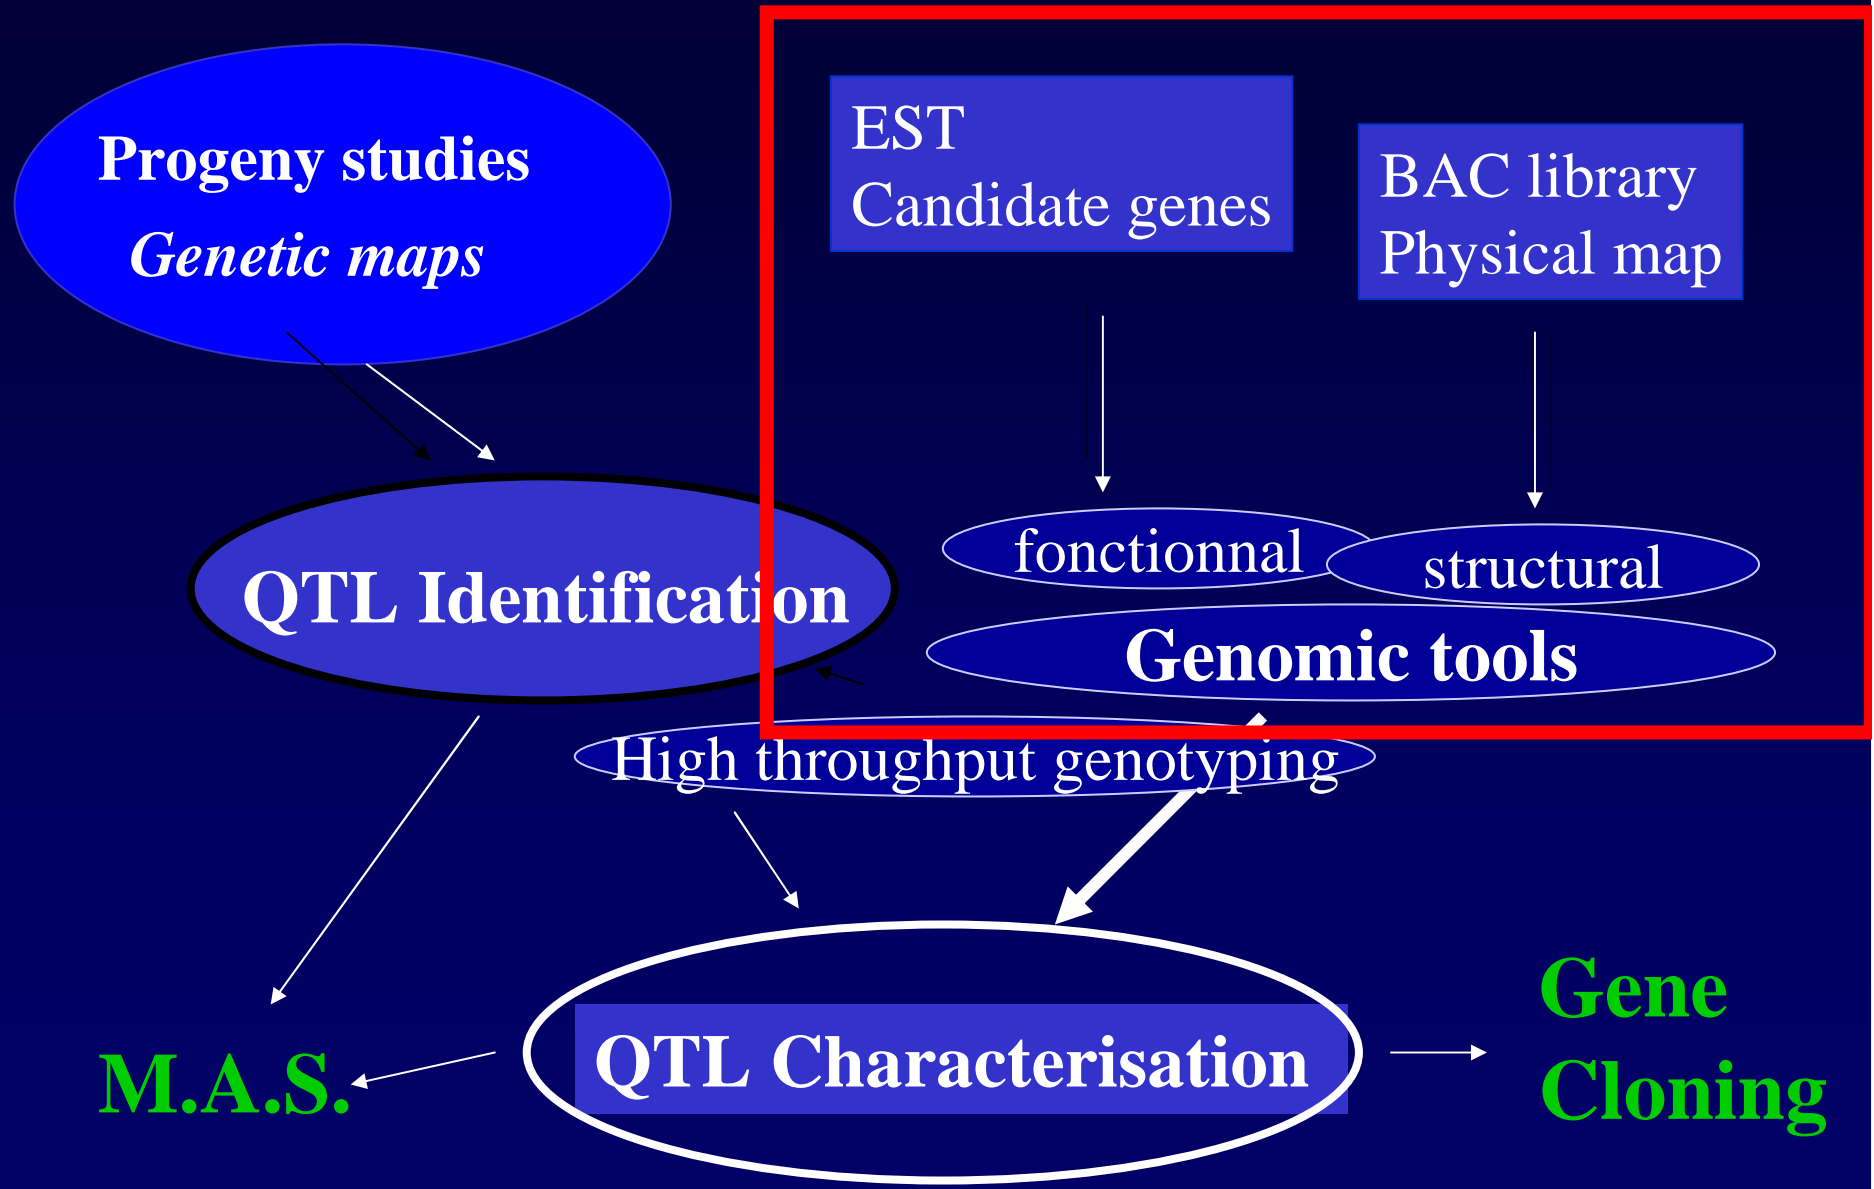 Progeny studies
Genetic maps
EST
Candidate genes
BAC library
Physical map
fonctionnal
structural
QTL Identification
Genomic tools
High throughput genotyping
QTL Characterisation
M.A.S.
Gene
Cloning